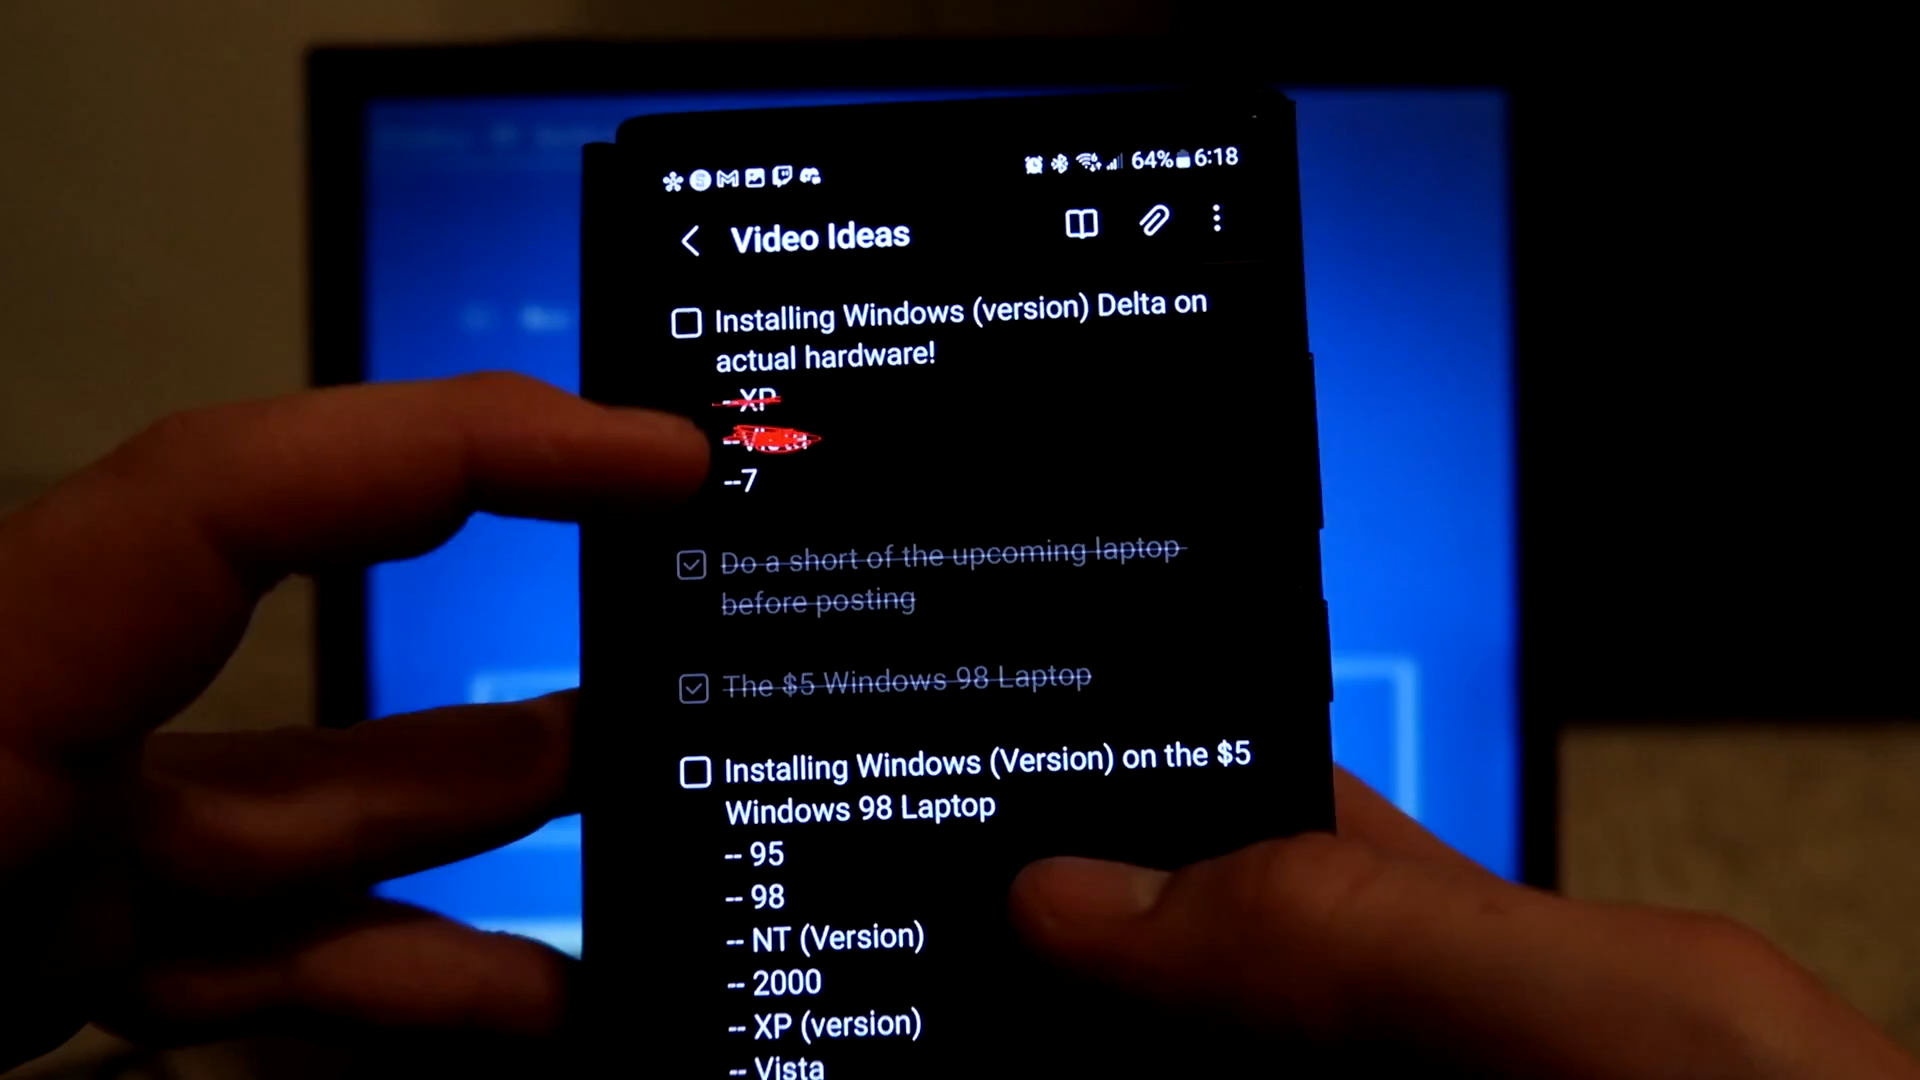 64% 6:18
Video Ideas
Installing Windows (version) Delta on
actual hardware!
--XP
--Vista
--7
Do a short of the upcoming laptop
before posting
The $5 Windows 98 Laptop
Installing Windows (Version) on the $5
Windows 98 Laptop
-- 95
-- 98
-- NT (Version)
-- 2000
-- XP (version)
-- Vista